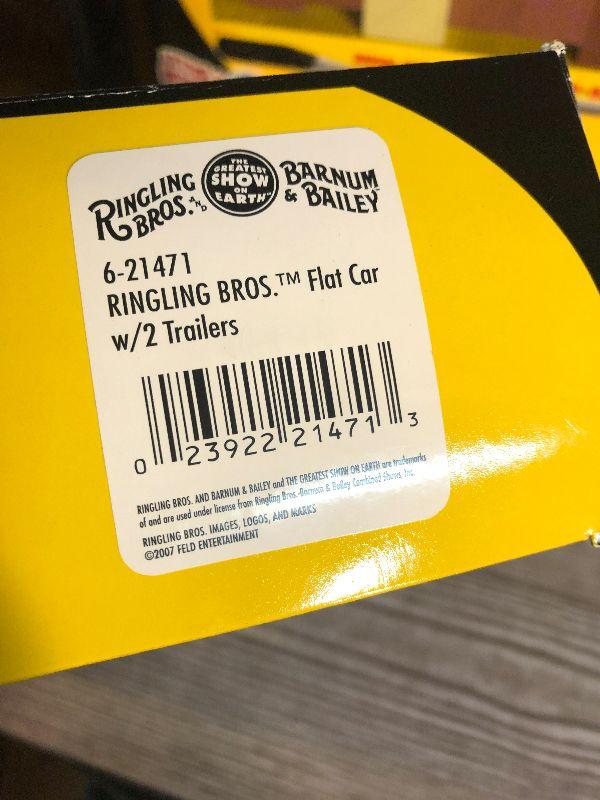 RINGLING BROS. AND THE GREATEST SHOW ON EARTH™ BARNUM & BAILEY
6-21471
RINGLING BROS.™ Flat Car
w/2 Trailers
0 23922 21471 3
RINGLING BROS. AND BARNUM & BAILEY and THE GREATEST SHOW ON EARTH are trademarks
of and are used under license from Ringling Bros.-Barnum & Bailey Combined Shows, Inc.
RINGLING BROS. IMAGES, LOGOS, AND MARKS
©2007 FELD ENTERTAINMENT